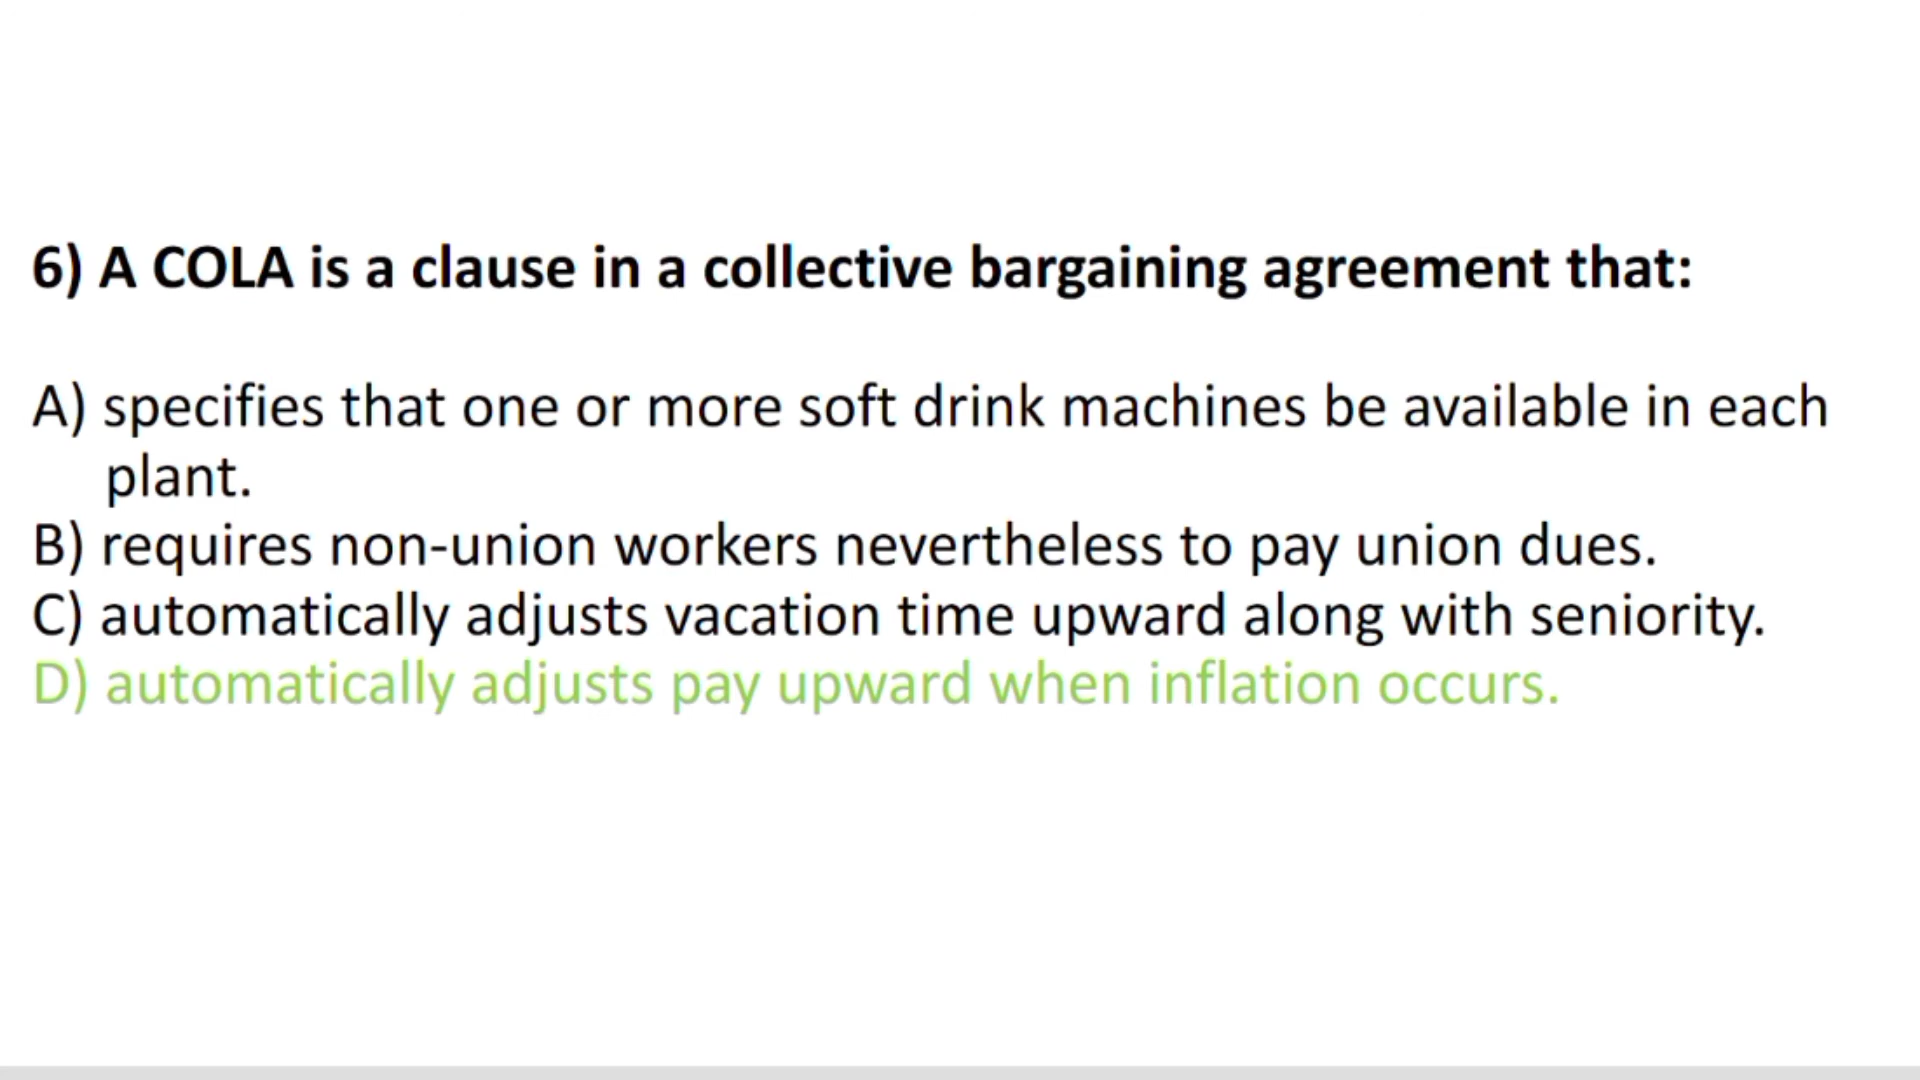 6) A COLA is a clause in a collective bargaining agreement that:
A) specifies that one or more soft drink machines be available in each
plant.
B) requires non-union workers nevertheless to pay union dues.
C) automatically adjusts vacation time upward along with seniority.
D) automatically adjusts pay upward when inflation occurs.